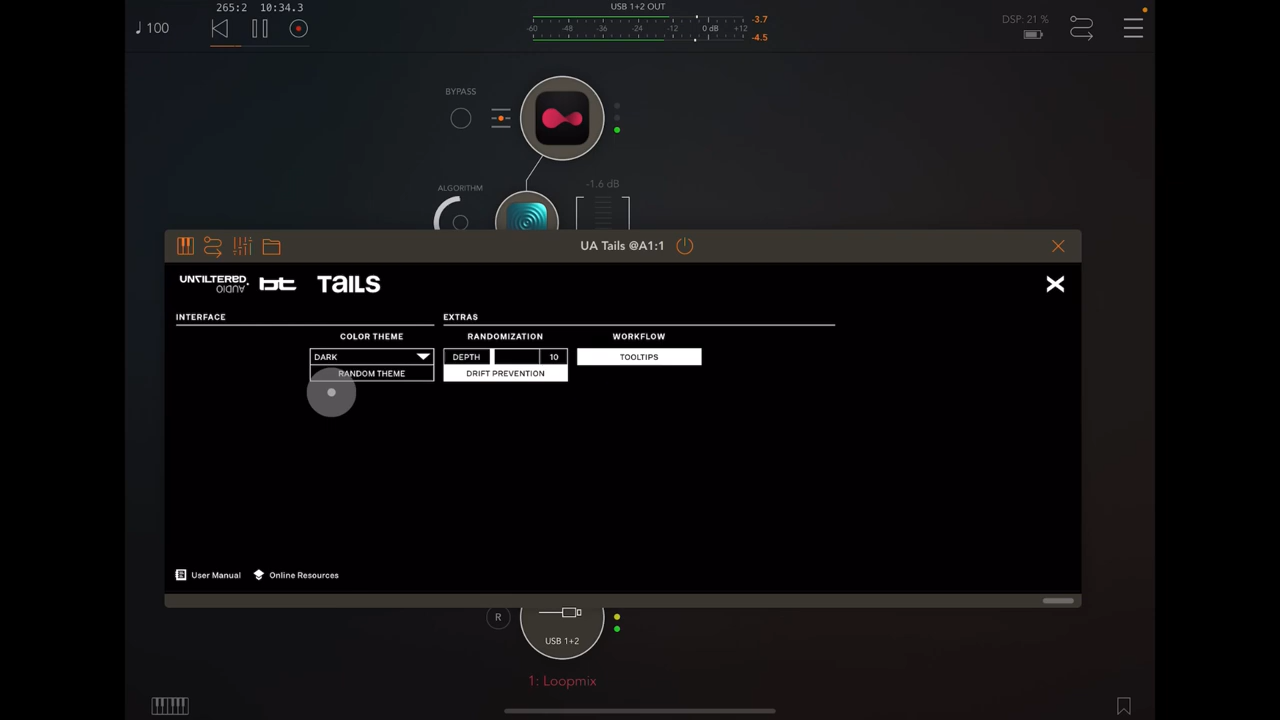 265:2 10:34.3
♩ 100
USB 1+2 OUT
-60 -48 -36 -24 -12 0 dB +12
-3.7
-4.5
DSP: 21 %
BYPASS
ALGORITHM
-1.6 dB
UA Tails @A1:1
UNFILTERED AUDIO bt TAILS
INTERFACE
EXTRAS
COLOR THEME
RANDOMIZATION
WORKFLOW
DARK
DEPTH 10
TOOLTIPS
RANDOM THEME
DRIFT PREVENTION
User Manual
Online Resources
R
USB 1+2
1: Loopmix